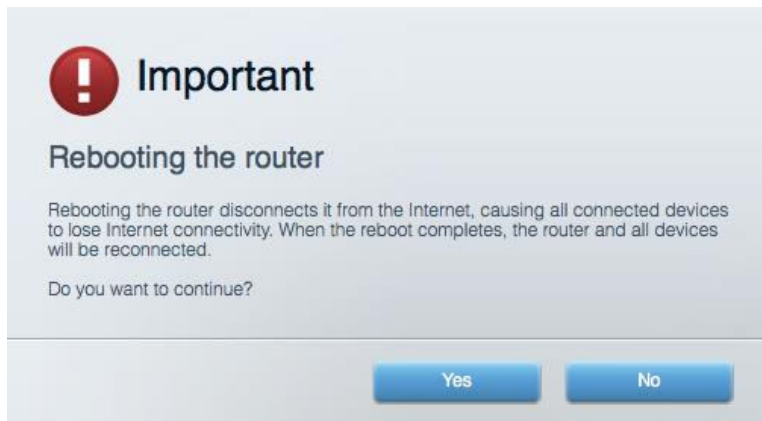 Important
Rebooting the router
Rebooting the router disconnects it from the Internet, causing all connected devices
to lose Internet connectivity. When the reboot completes, the router and all devices
will be reconnected.
Do you want to continue?
Yes No